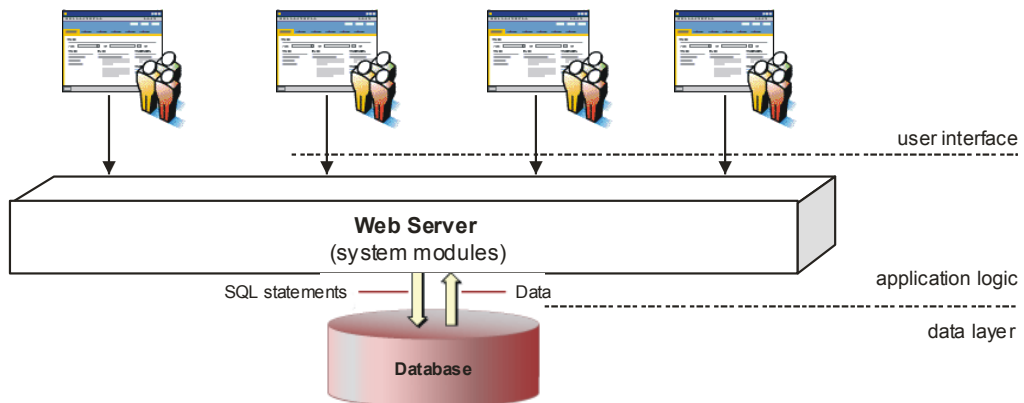 user interface
Web Server
(system modules)
SQL statements
Data
application logic
data layer
Database